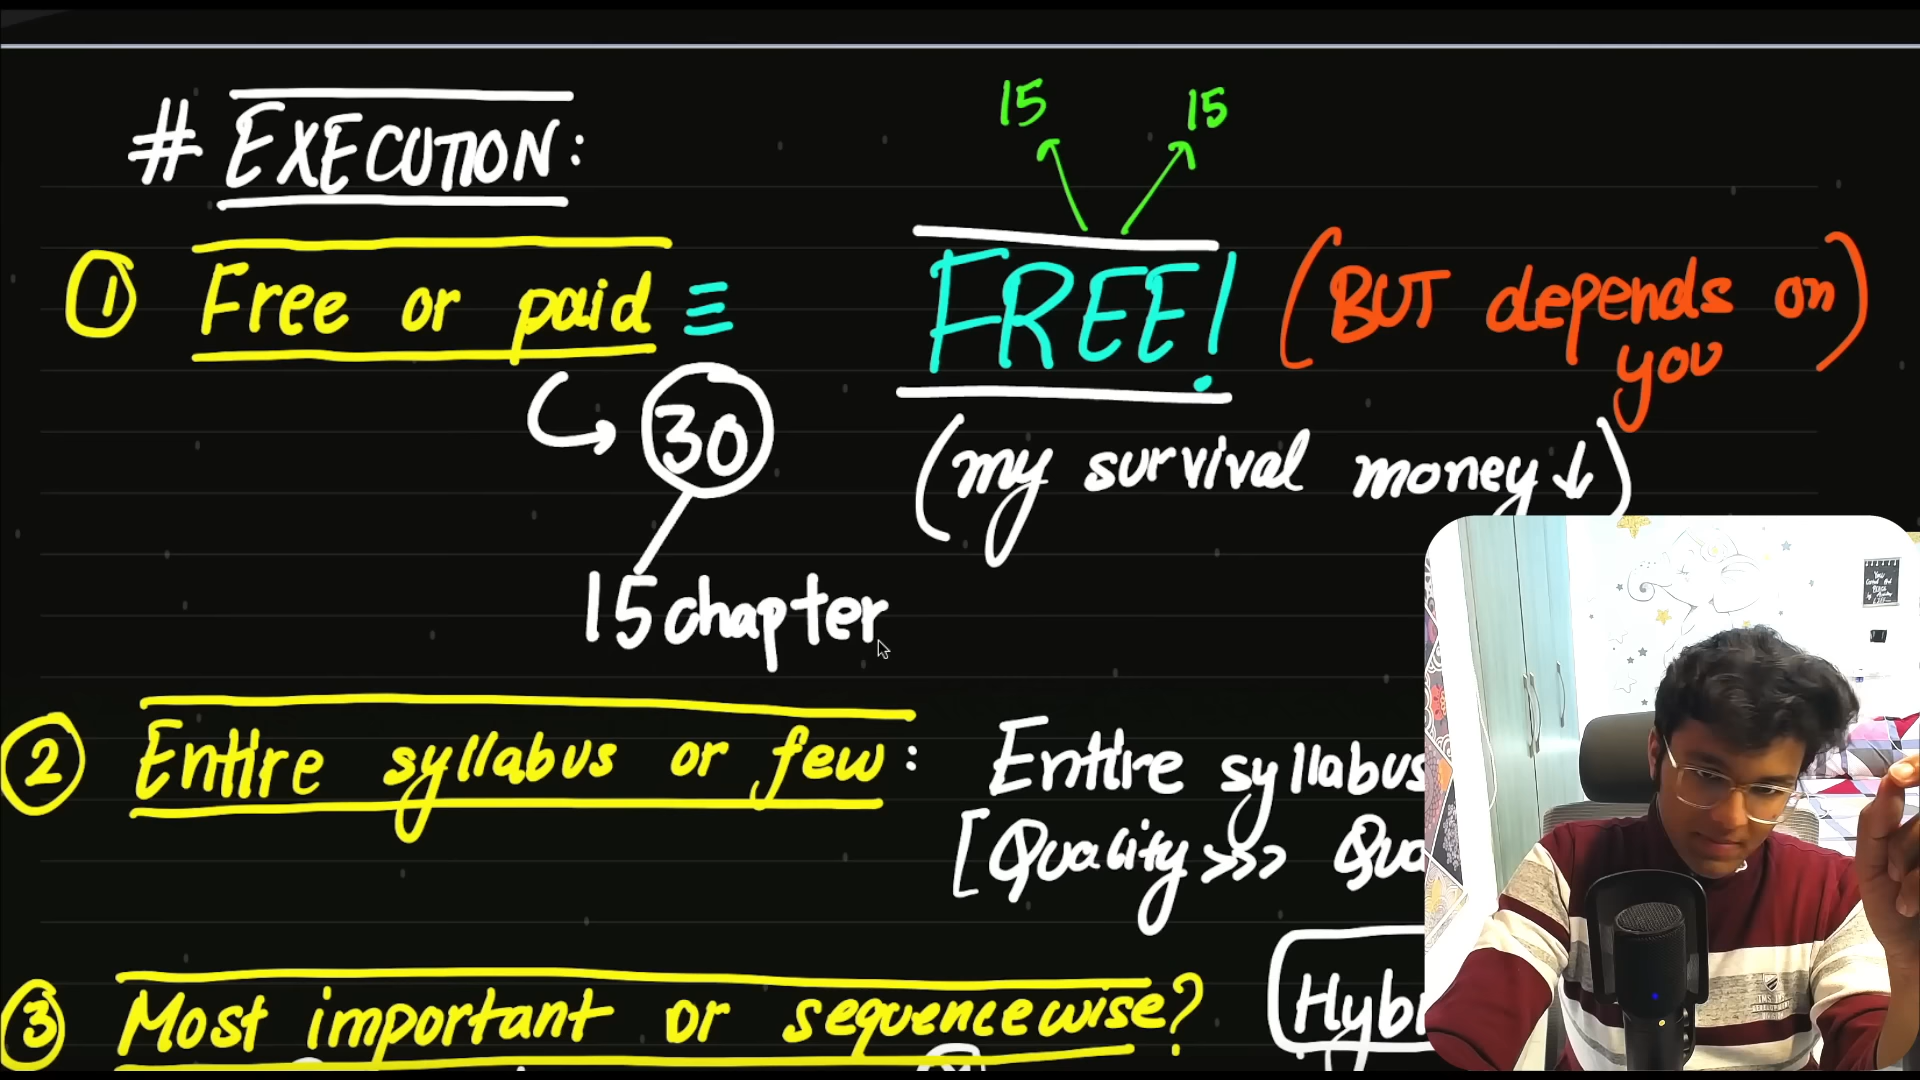 15 15
# EXECUTION:
① Free or paid ≡ FREE! (BUT depends on you)
30 (my survival money ↓)
15 chapter
② Entire syllabus or few: Entire syllabus
[Quality >>>
③ Most important or sequencewise?